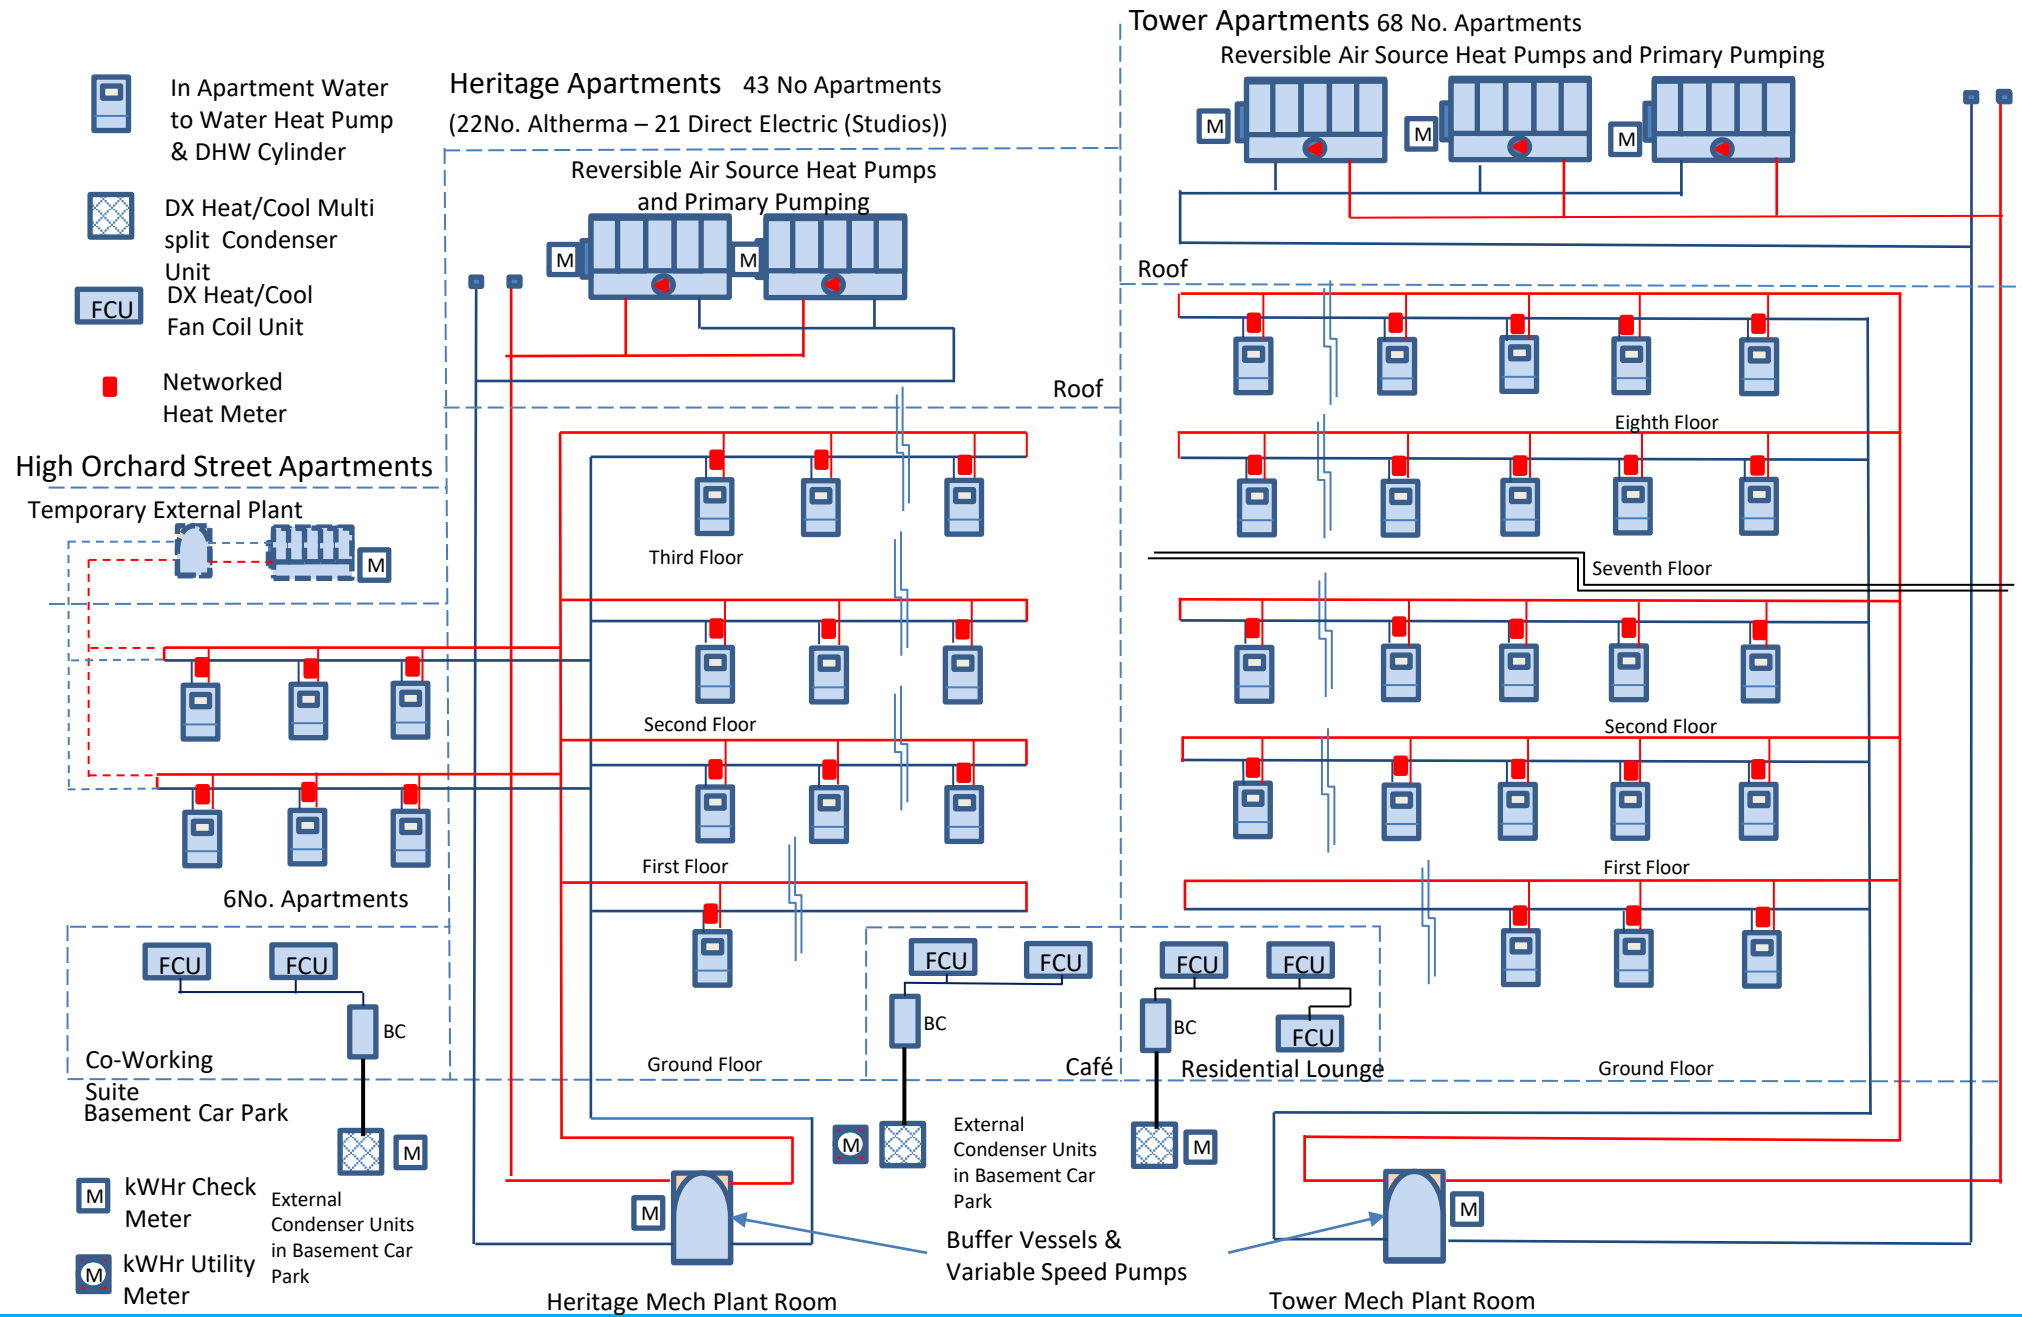 Tower Apartments 68 No. Apartments
Reversible Air Source Heat Pumps and Primary Pumping
M
M
M
Roof
In Apartment Water
to Water Heat Pump
& DHW Cylinder
DX Heat/Cool Multi
split Condenser
Unit
FCU
DX Heat/Cool
Fan Coil Unit
Networked
Heat Meter
Heritage Apartments 43 No Apartments
(22No. Altherma – 21 Direct Electric (Studios))
Reversible Air Source Heat Pumps
and Primary Pumping
M
M
Roof
High Orchard Street Apartments
Temporary External Plant
M
6No. Apartments
Third Floor
Second Floor
First Floor
Ground Floor
Eighth Floor
Seventh Floor
Second Floor
First Floor
Ground Floor
FCU
FCU
BC
Co-Working
Suite
Basement Car Park
M
External
Condenser Units
in Basement Car
Park
M
kWHr Check
Meter
M
kWHr Utility
Meter
FCU
FCU
BC
Café
M
External
Condenser Units
in Basement Car
Park
FCU
FCU
FCU
BC
Residential Lounge
M
M
M
Buffer Vessels &
Variable Speed Pumps
Heritage Mech Plant Room
Tower Mech Plant Room